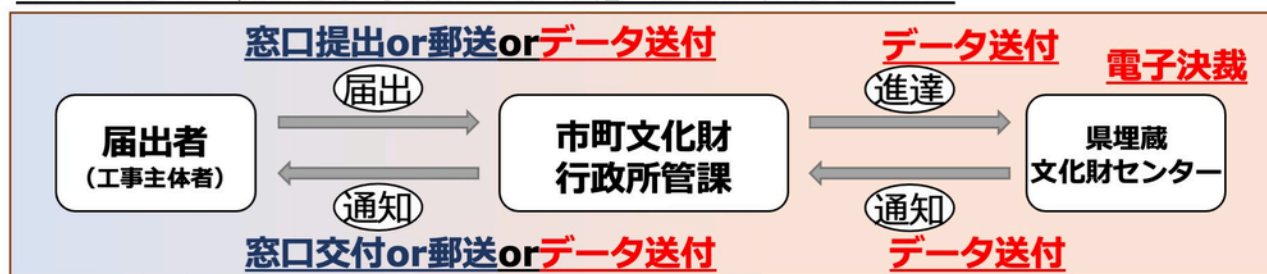 窓口提出or郵送orデータ送付
データ送付
電子決裁
届出
進達
届出者
（工事主体者）
市町文化財
行政所管課
県埋蔵
文化財センター
通知
通知
窓口交付or郵送orデータ送付
データ送付